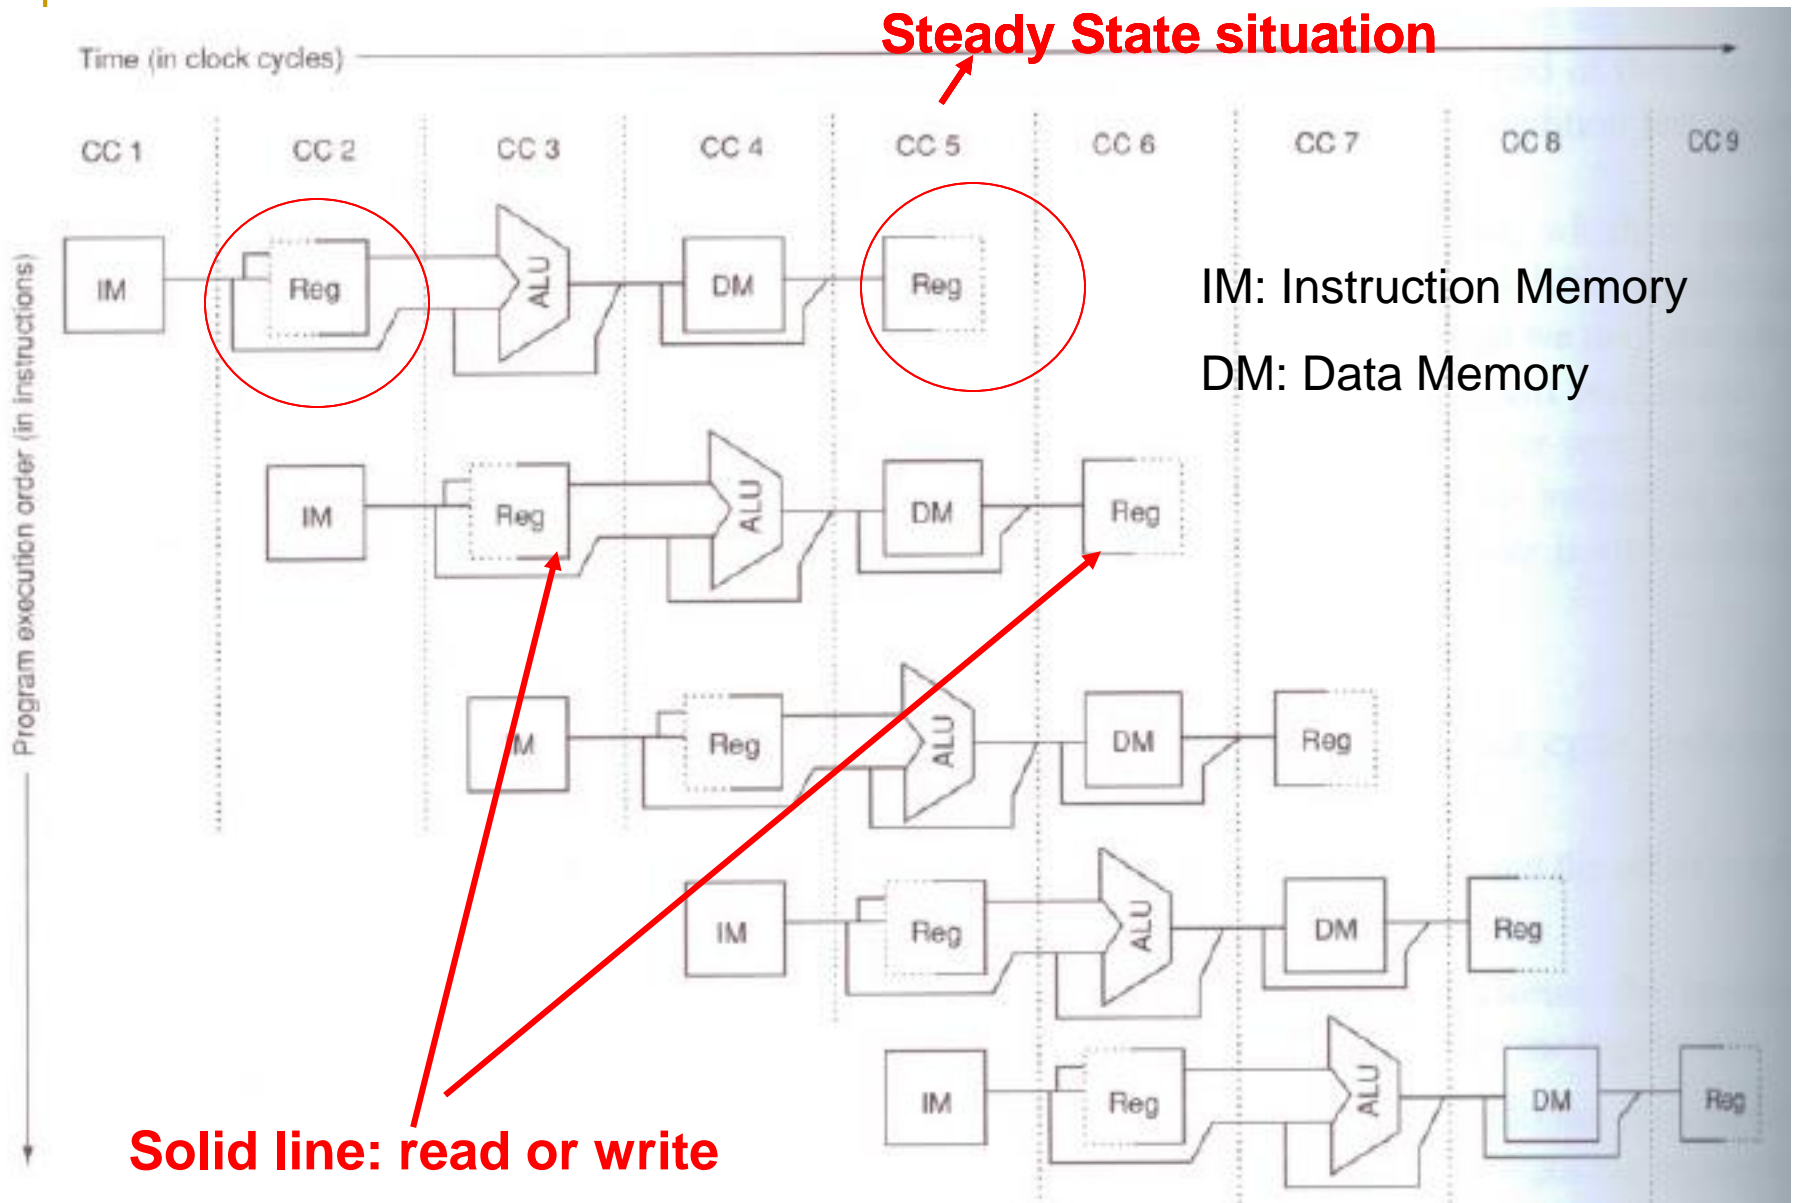 Steady State situation
Time (in clock cycles)
CC 1 CC 2 CC 3 CC 4 CC 5 CC 6 CC 7 CC 8 CC 9
Program execution order (in instructions)
IM Reg ALU DM Reg
IM: Instruction Memory
DM: Data Memory
IM Reg ALU DM Reg
IM Reg ALU DM Reg
IM Reg ALU DM Reg
IM Reg ALU DM Reg
Solid line: read or write